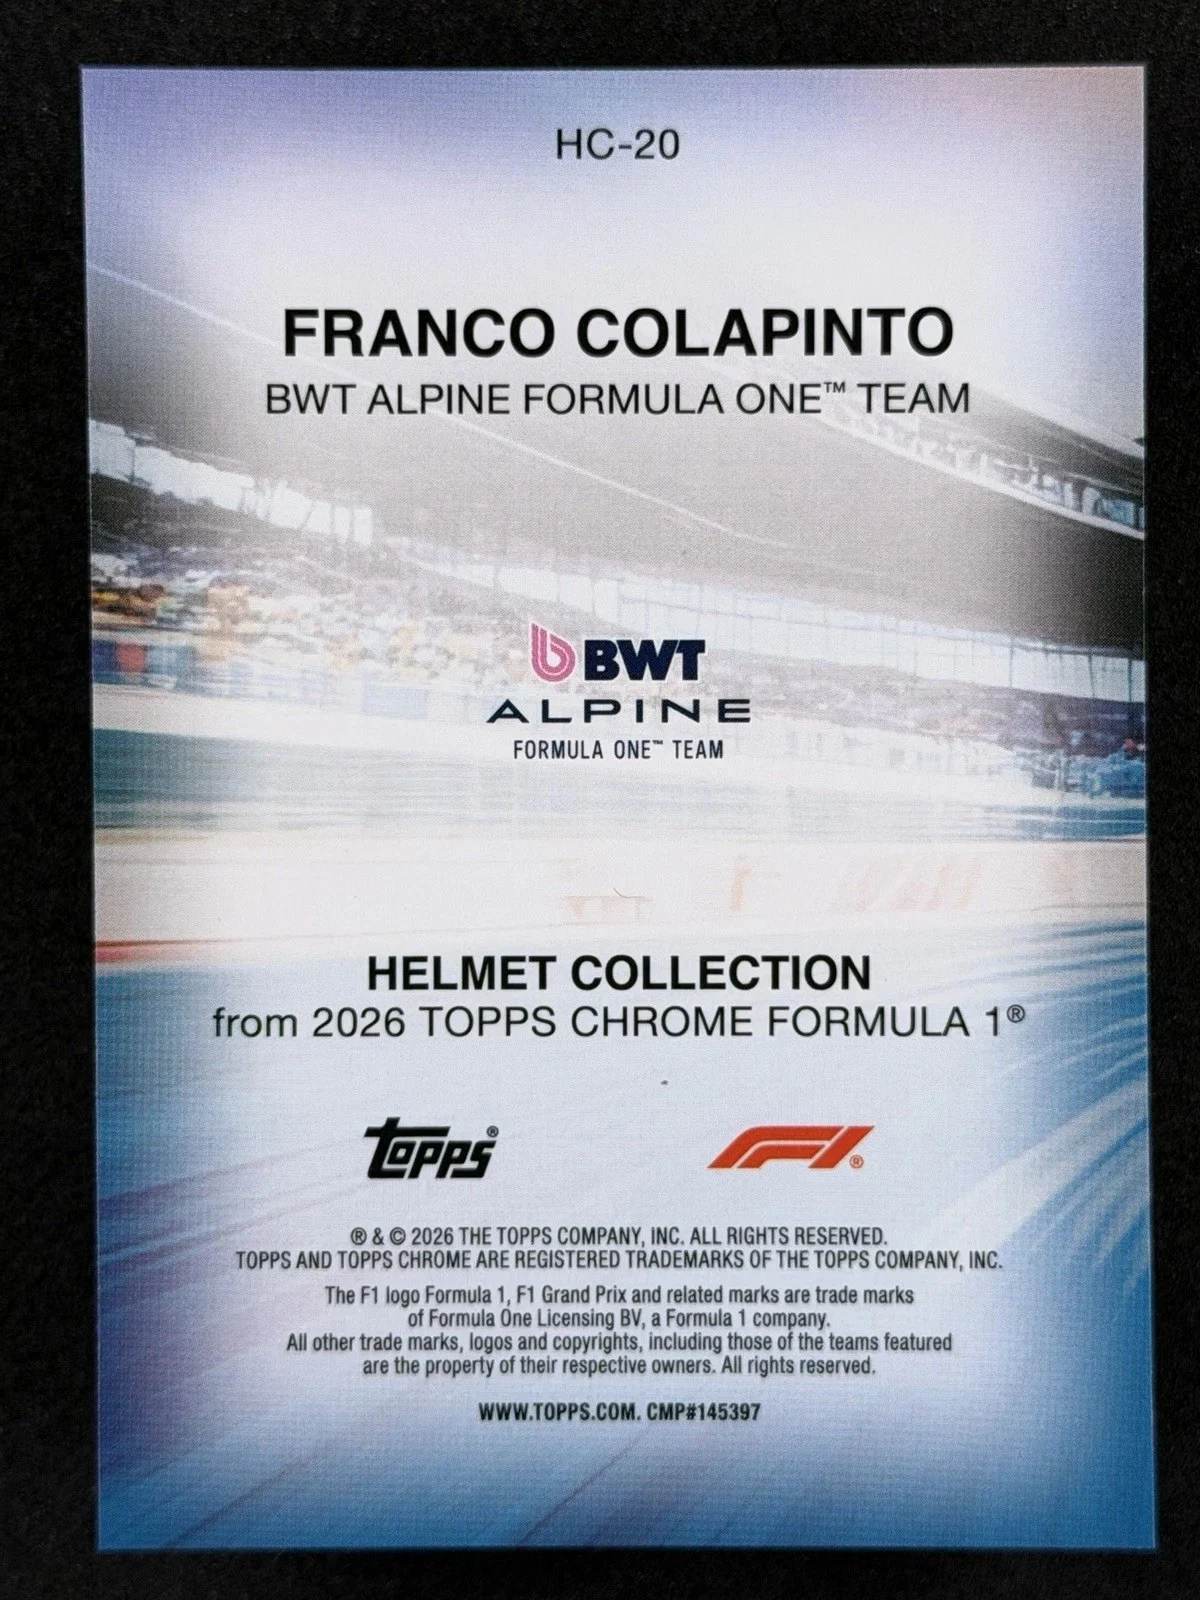 HC-20
FRANCO COLAPINTO
BWT ALPINE FORMULA ONE™ TEAM
BWT
ALPINE
FORMULA ONE™ TEAM
HELMET COLLECTION
from 2026 TOPPS CHROME FORMULA 1®
TOPPS® F1®
® & © 2026 THE TOPPS COMPANY, INC. ALL RIGHTS RESERVED.
TOPPS AND TOPPS CHROME ARE REGISTERED TRADEMARKS OF THE TOPPS COMPANY, INC.
The F1 logo Formula 1, F1 Grand Prix and related marks are trade marks
of Formula One Licensing BV, a Formula 1 company.
All other trade marks, logos and copyrights, including those of the teams featured
are the property of their respective owners. All rights reserved.
WWW.TOPPS.COM. CMP#145397